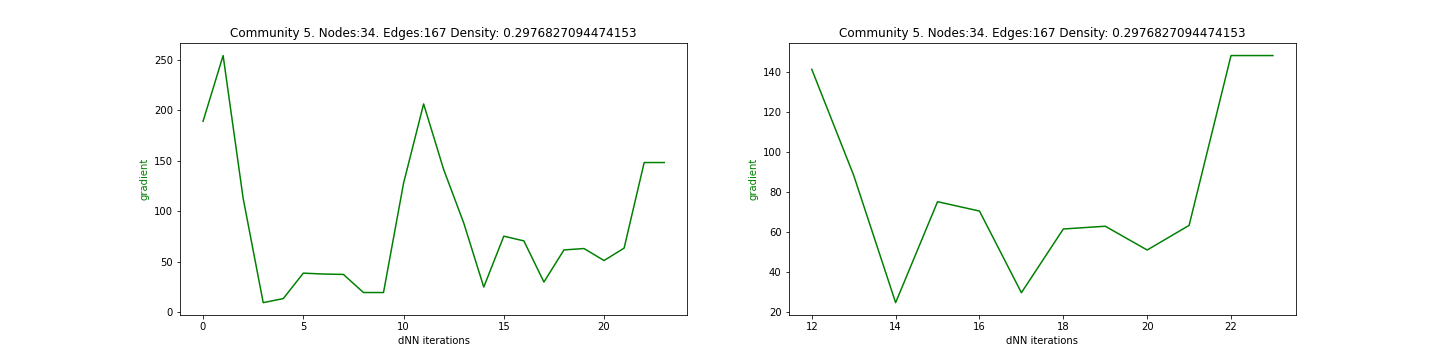 Community 5. Nodes:34. Edges:167 Density: 0.2976827094474153
250
200
150
100
50
0
gradient
0 5 10 15 20
dNN iterations
Community 5. Nodes:34. Edges:167 Density: 0.2976827094474153
140
120
100
80
60
40
20
gradient
12 14 16 18 20 22
dNN iterations